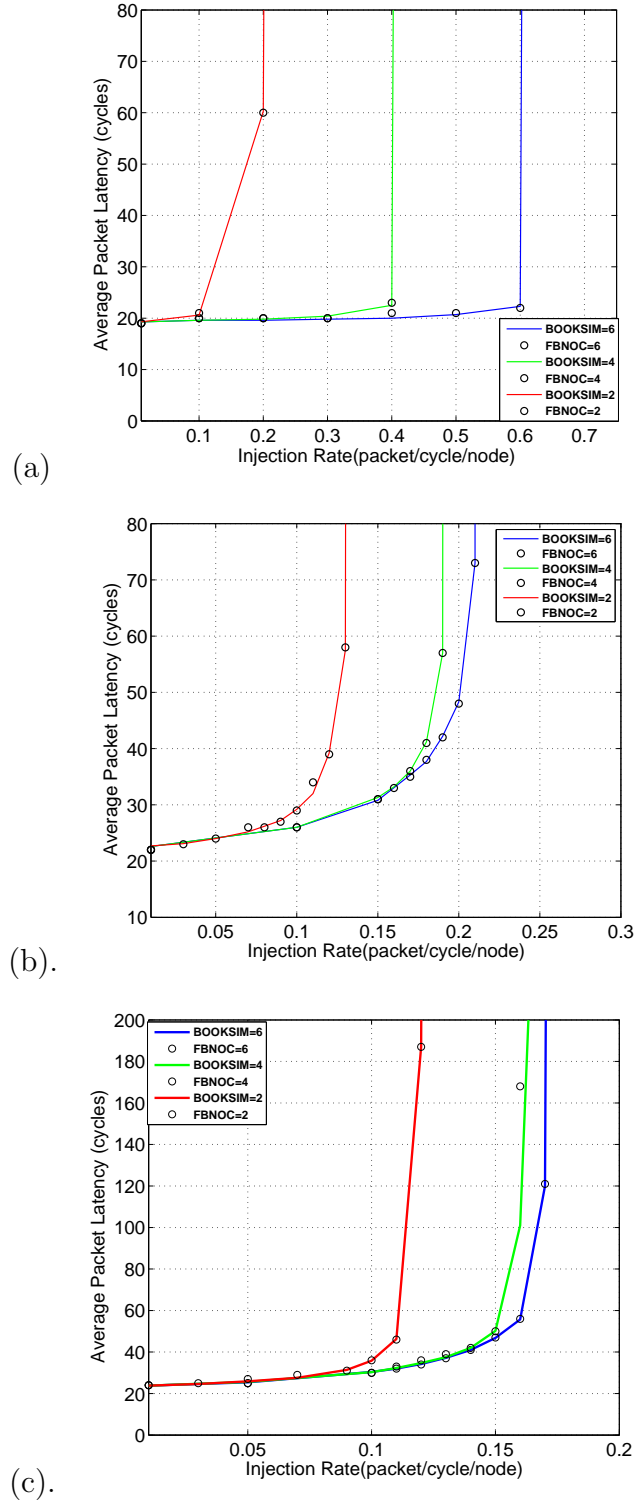 80
70
60
50
40
30
20
10
0
Average Packet Latency (cycles)
BOOKSIM=6
FBNOC=6
BOOKSIM=4
FBNOC=4
BOOKSIM=2
FBNOC=2
0.1 0.2 0.3 0.4 0.5 0.6 0.7
Injection Rate(packet/cycle/node)
(a)
80
70
60
50
40
30
20
10
Average Packet Latency (cycles)
BOOKSIM=6
FBNOC=6
BOOKSIM=4
FBNOC=4
BOOKSIM=2
FBNOC=2
0.05 0.1 0.15 0.2 0.25 0.3
Injection Rate(packet/cycle/node)
(b).
200
180
160
140
120
100
80
60
40
20
0
Average Packet Latency (cycles)
BOOKSIM=6
FBNOC=6
BOOKSIM=4
FBNOC=4
BOOKSIM=2
FBNOC=2
0.05 0.1 0.15 0.2
Injection Rate(packet/cycle/node)
(c).